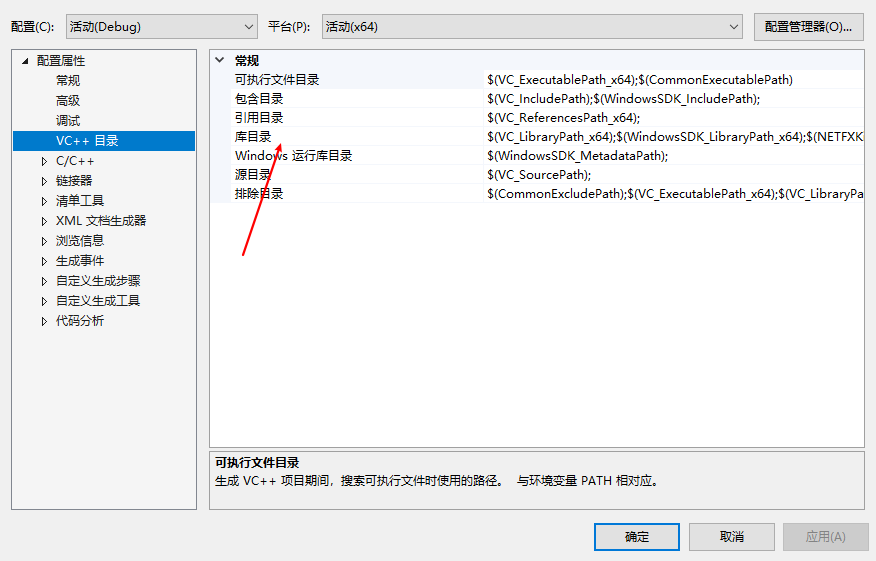 配置(C): 活动(Debug) 平台(P): 活动(x64) 配置管理器(O)...
配置属性
常规
高级
调试
VC++ 目录
C/C++
链接器
清单工具
XML 文档生成器
浏览信息
生成事件
自定义生成步骤
自定义生成工具
代码分析
常规
可执行文件目录 $(VC_ExecutablePath_x64);$(CommonExecutablePath)
包含目录 $(VC_IncludePath);$(WindowsSDK_IncludePath);
引用目录 $(VC_ReferencesPath_x64);
库目录 $(VC_LibraryPath_x64);$(WindowsSDK_LibraryPath_x64);$(NETFXK
Windows 运行库目录 $(WindowsSDK_MetadataPath);
源目录 $(VC_SourcePath);
排除目录 $(CommonExcludePath);$(VC_ExecutablePath_x64);$(VC_LibraryPa
可执行文件目录
生成 VC++ 项目期间，搜索可执行文件时使用的路径。 与环境变量 PATH 相对应。
确定 取消 应用(A)